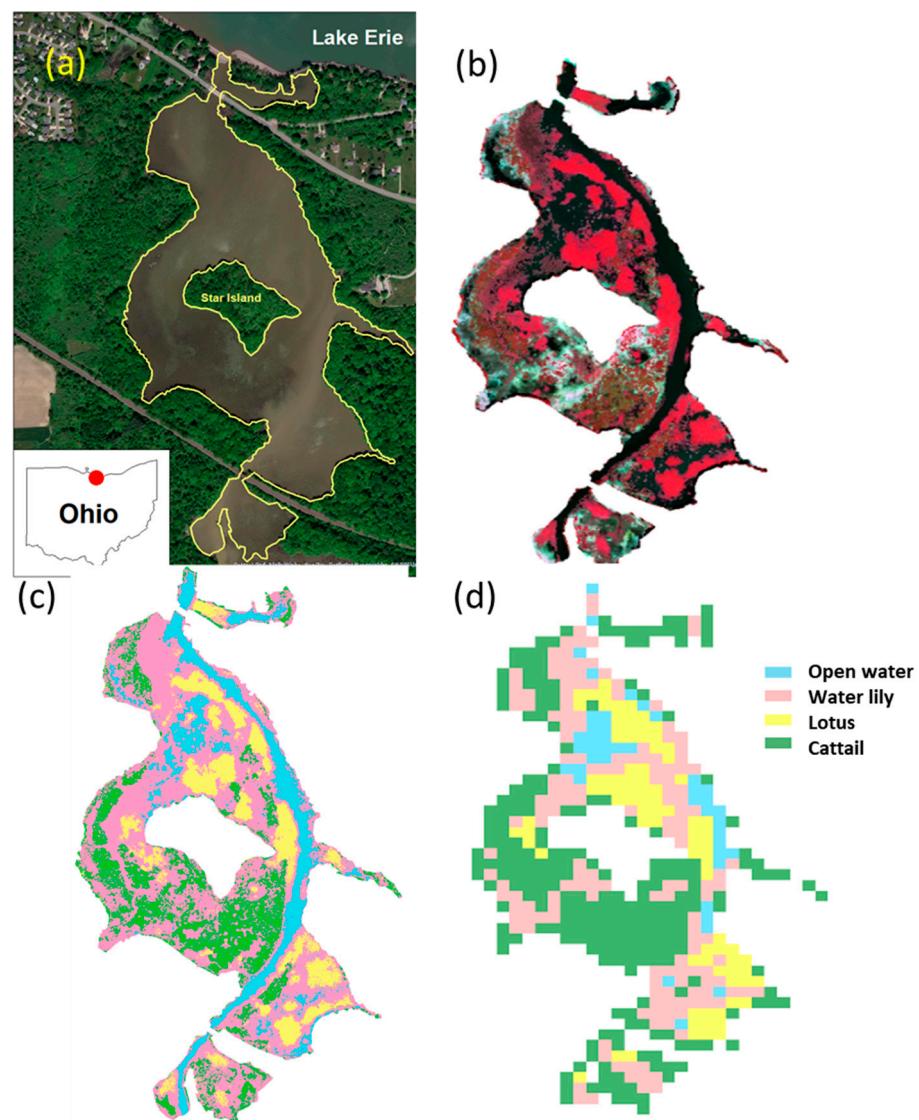 (a)
Lake Erie
Star Island
Ohio
(b)
(c)
(d)
Open water
Water lily
Lotus
Cattail